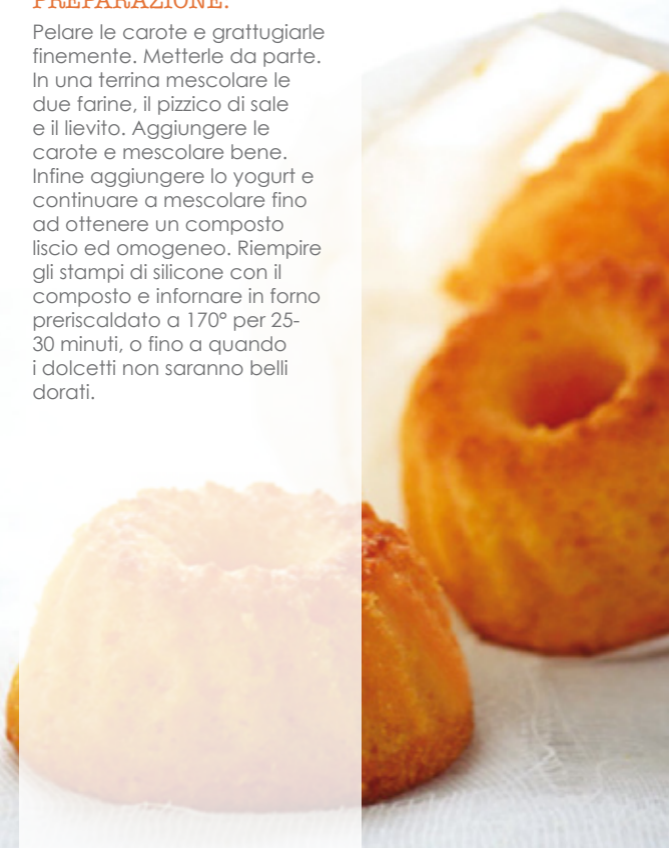 PREPARAZIONE:
Pelare le carote e grattugiarle
finemente. Metterle da parte.
In una terrina mescolare le
due farine, il pizzico di sale
e il lievito. Aggiungere le
carote e mescolare bene.
Infine aggiungere lo yogurt e
continuare a mescolare fino
ad ottenere un composto
liscio ed omogeneo. Riempire
gli stampi di silicone con il
composto e infornare in forno
preriscaldato a 170° per 25-
30 minuti, o fino a quando
i dolcetti non saranno belli
dorati.